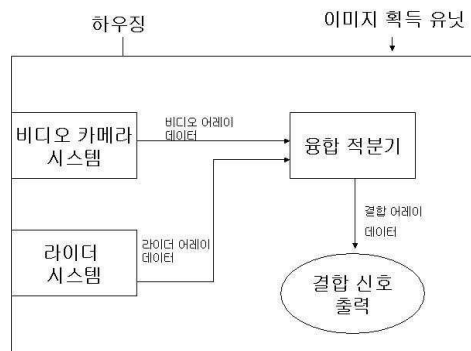 하우징
이미지 획득 유닛
비디오 카메라
시스템
비디오 어레이
데이터
융합 적분기
라이더
시스템
라이더 어레이
데이터
결합 어레이
데이터
결합 신호
출력